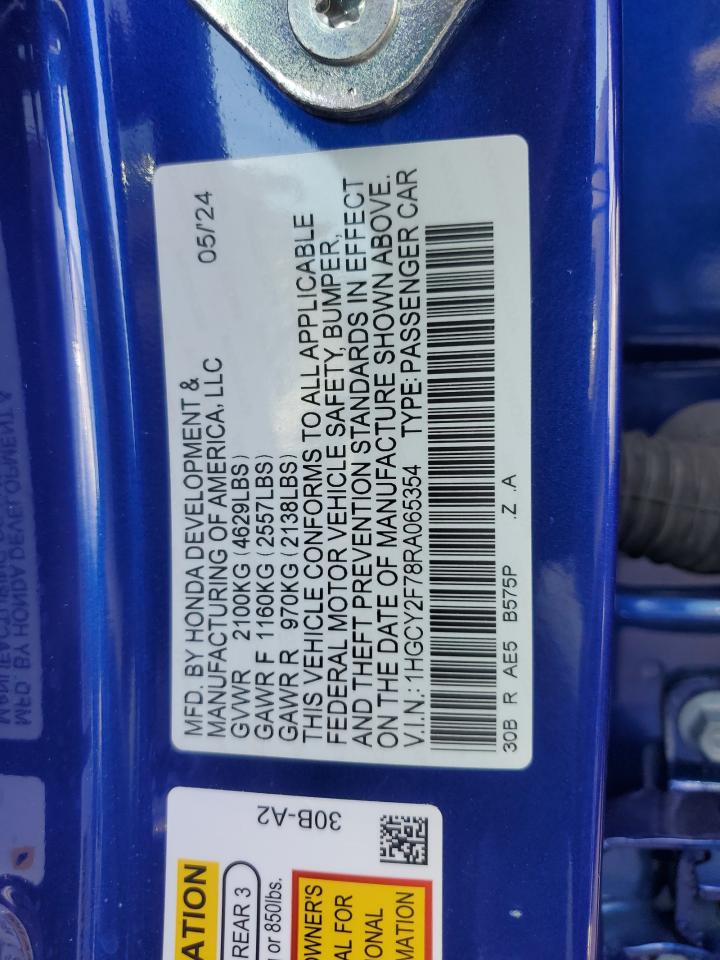 MFD. BY HONDA DEVELOPMENT & 05/'24
MANUFACTURING OF AMERICA, LLC
GVWR 2100KG (4629LBS)
GAWR F 1160KG (2557LBS)
GAWR R 970KG (2138LBS)
THIS VEHICLE CONFORMS TO ALL APPLICABLE
FEDERAL MOTOR VEHICLE SAFETY, BUMPER,
AND THEFT PREVENTION STANDARDS IN EFFECT
ON THE DATE OF MANUFACTURE SHOWN ABOVE.
V.I.N.: 1HGCY2F78RA065354 TYPE: PASSENGER CAR
30B R AE5 B575P .Z .A
30B-A2
ATION
REAR 3
or 850lbs.
OWNER'S
AL FOR
IONAL
MATION